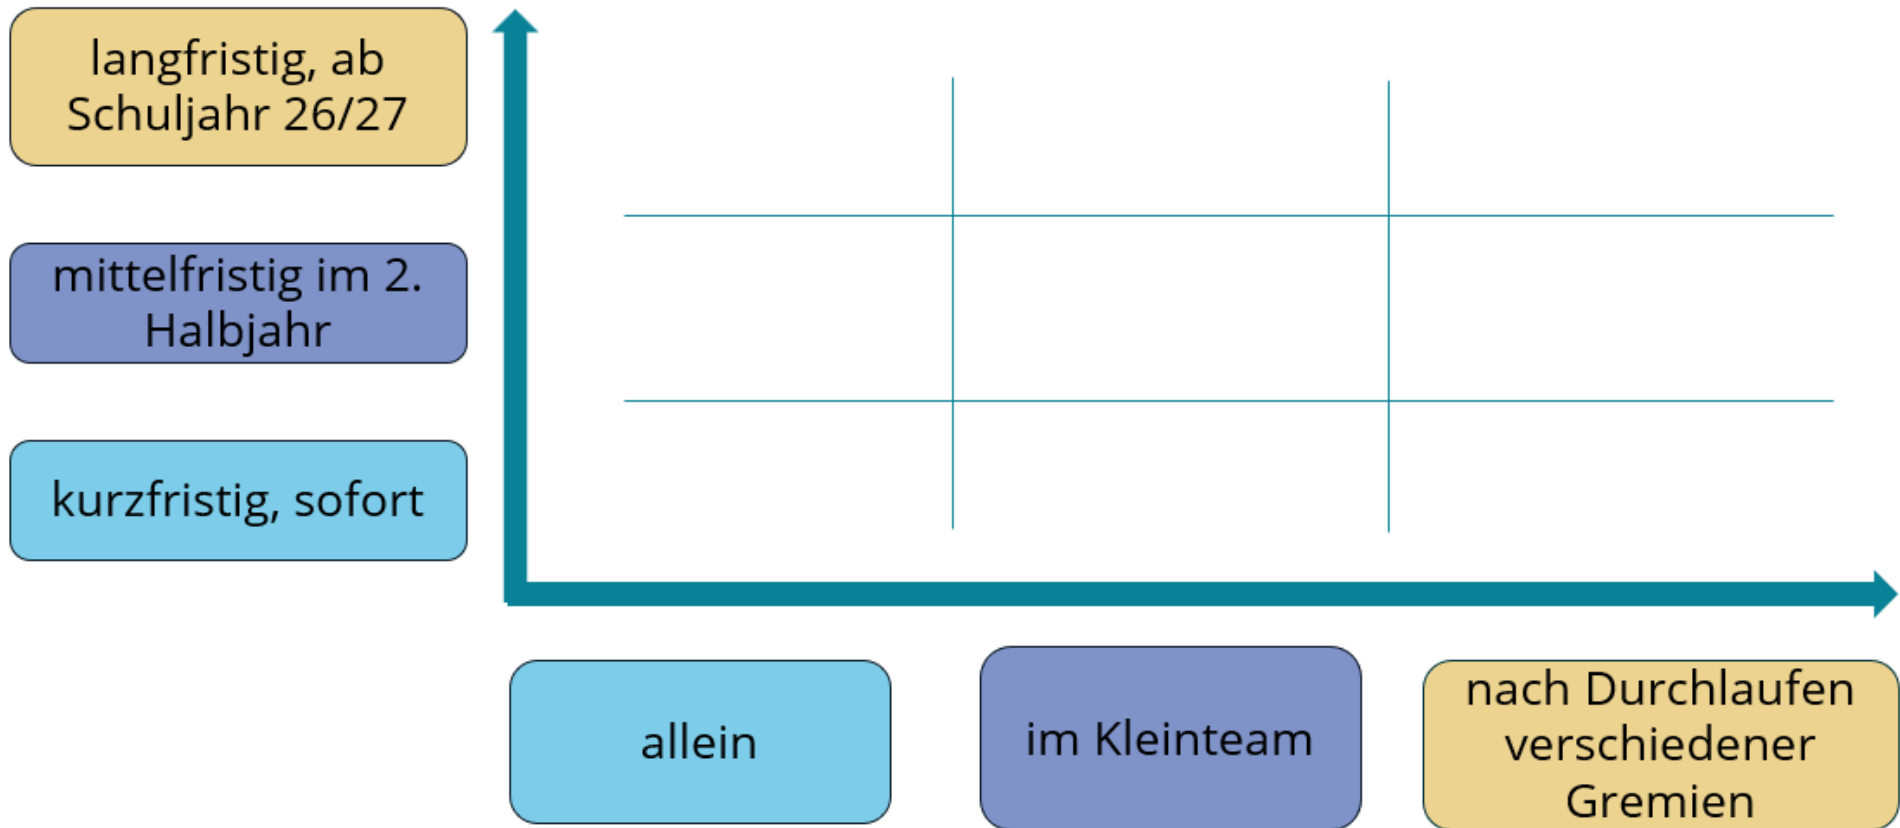 langfristig, ab
Schuljahr 26/27
mittelfristig im 2.
Halbjahr
kurzfristig, sofort
allein
im Kleinteam
nach Durchlaufen
verschiedener
Gremien